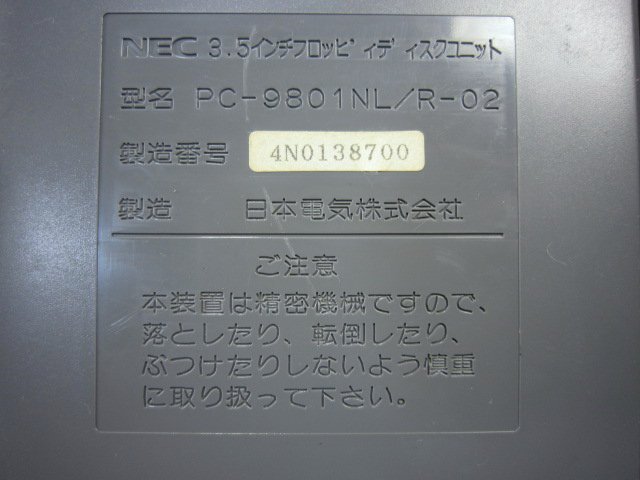 NEC 3.5インチフロッピィディスクユニット
型名 PC-9801NL/R-02
製造番号 4N0138700
製造 日本電気株式会社
ご注意
本装置は精密機械ですので、
落としたり、転倒したり、
ぶつけたりしないよう慎重
に取り扱って下さい。